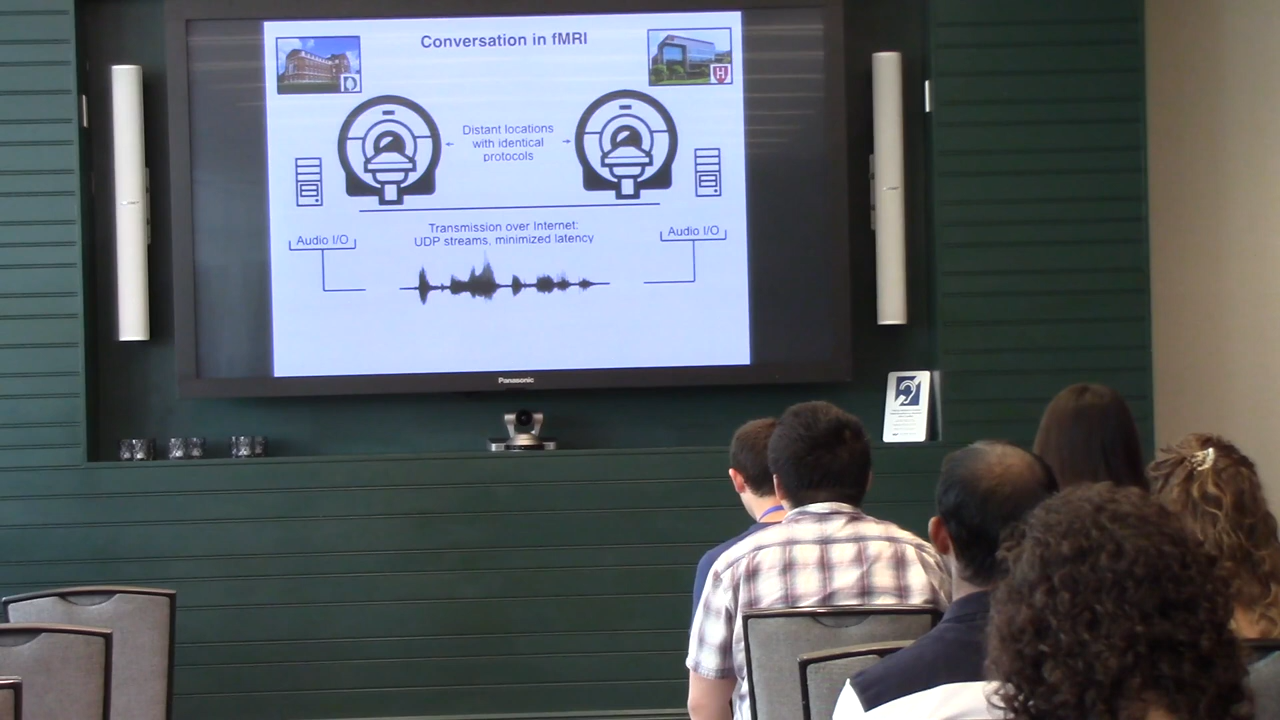 Conversation in fMRI
H
Distant locations
with identical
protocols
Transmission over Internet:
UDP streams, minimized latency
Audio I/O
Audio I/O
Panasonic